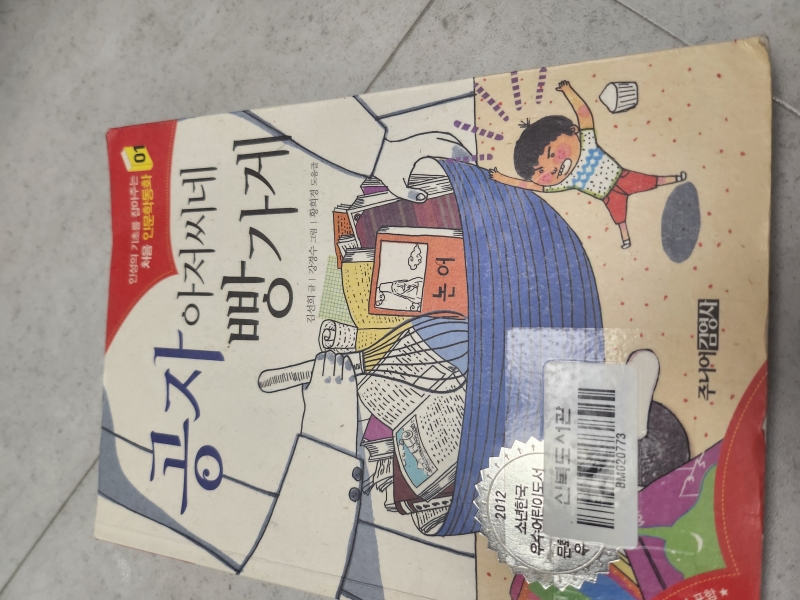 인성의 기초를 잡아주는
처음 인문학동화
01
공자
아저씨네
빵가게
김선희 글 | 강경수 그림 | 황희경 도움글
논어
주니어김영사
2012
소년한국
우수어린이도서
신복도서관
BM020773